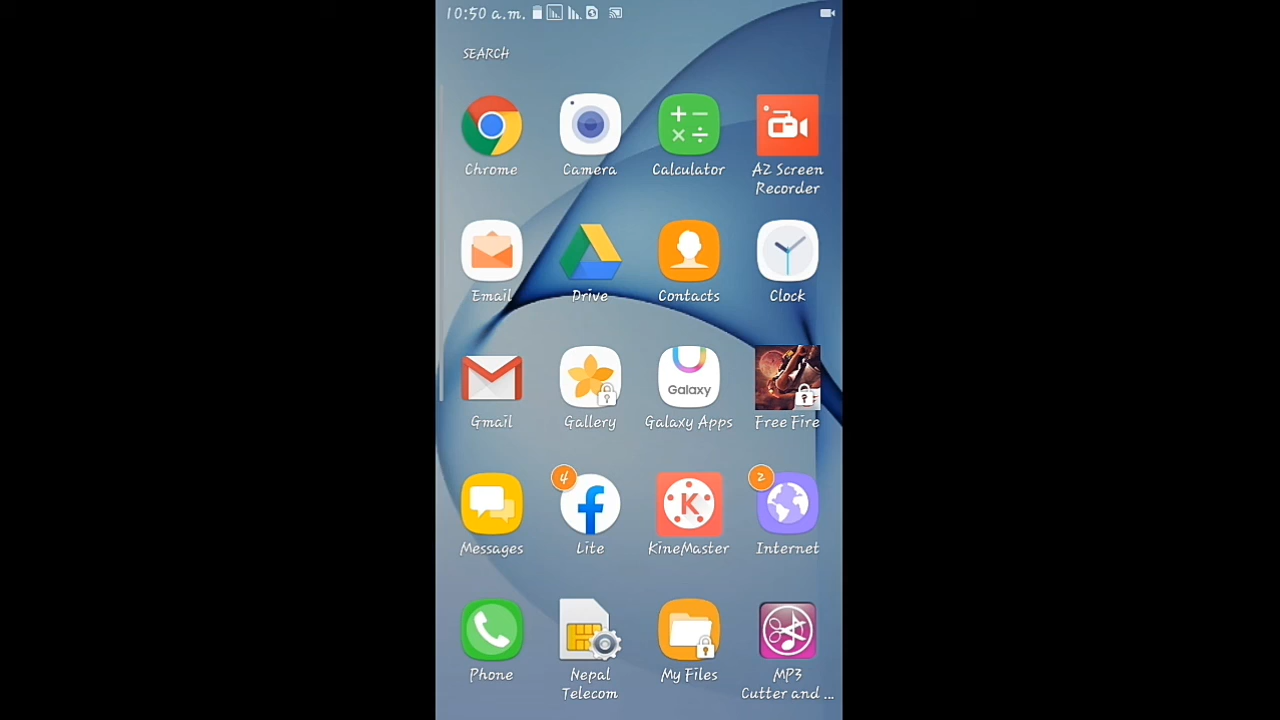 10:50 a.m.
SEARCH
Chrome
Camera
Calculator
AZ Screen
Recorder
Email
Drive
Contacts
Clock
Gmail
Gallery
Galaxy
Galaxy Apps
Free Fire
4
2
Messages
Lite
KineMaster
Internet
Phone
Nepal
Telecom
My Files
MP3
Cutter and ...